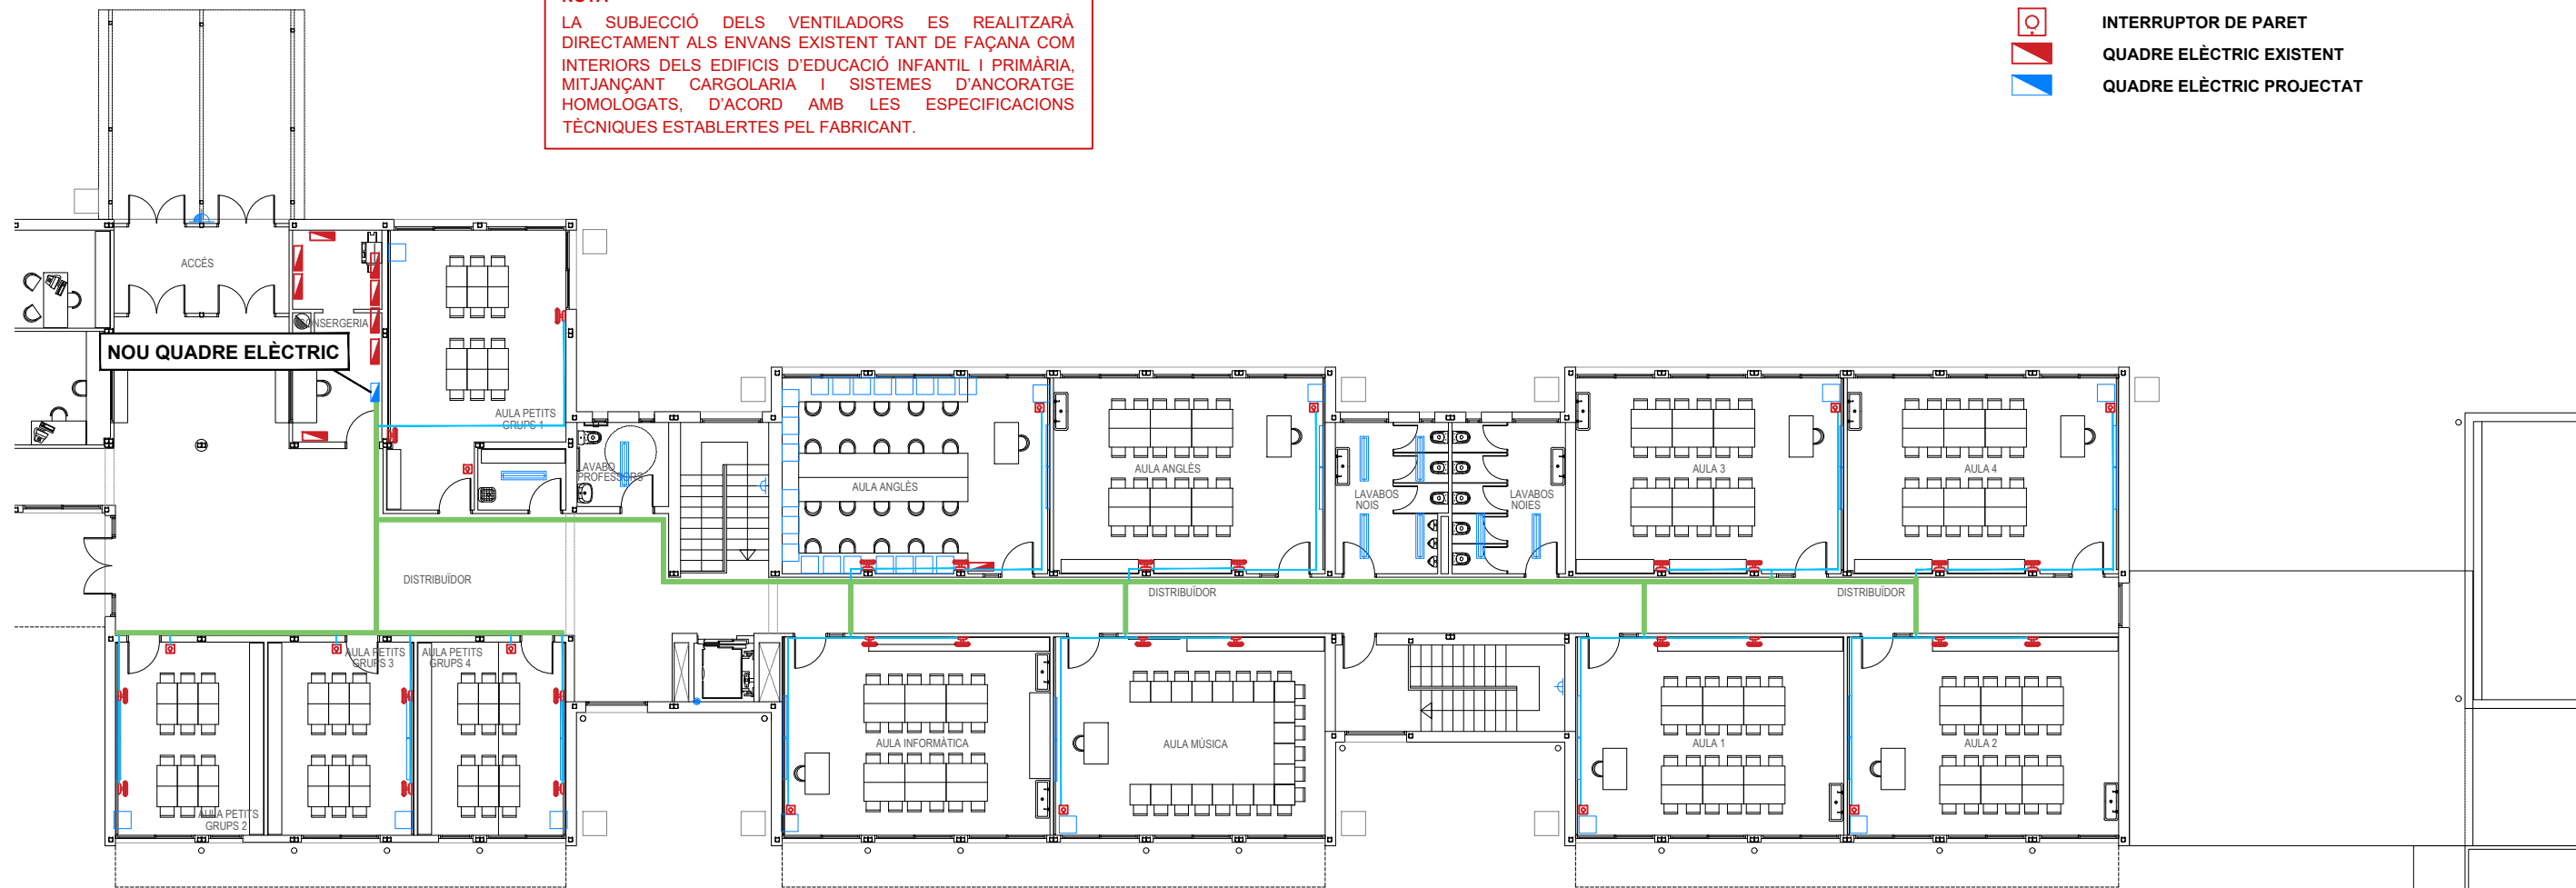 NOTA
LA SUBJECCIÓ DELS VENTILADORS ES REALITZARÀ
DIRECTAMENT ALS ENVANS EXISTENT TANT DE FAÇANA COM
INTERIORS DELS EDIFICIS D'EDUCACIÓ INFANTIL I PRIMÀRIA,
MITJANÇANT CARGOLARIA I SISTEMES D'ANCORATGE
HOMOLOGATS, D'ACORD AMB LES ESPECIFICACIONS
TÈCNIQUES ESTABLERTES PEL FABRICANT.
INTERRUPTOR DE PARET
QUADRE ELÈCTRIC EXISTENT
QUADRE ELÈCTRIC PROJECTAT
ACCÉS
CONSERGERIA
NOU QUADRE ELÈCTRIC
AULA PETITS
GRUPS 1
LAVABO
PROFESSORS
AULA ANGLÈS
AULA ANGLÈS
LAVABOS
NOIS
LAVABOS
NOIES
AULA 3
AULA 4
DISTRIBUÏDOR
DISTRIBUÏDOR
DISTRIBUÏDOR
AULA PETITS
GRUPS 3
AULA PETITS
GRUPS 4
AULA PETITS
GRUPS 2
AULA INFORMÀTICA
AULA MÚSICA
AULA 1
AULA 2